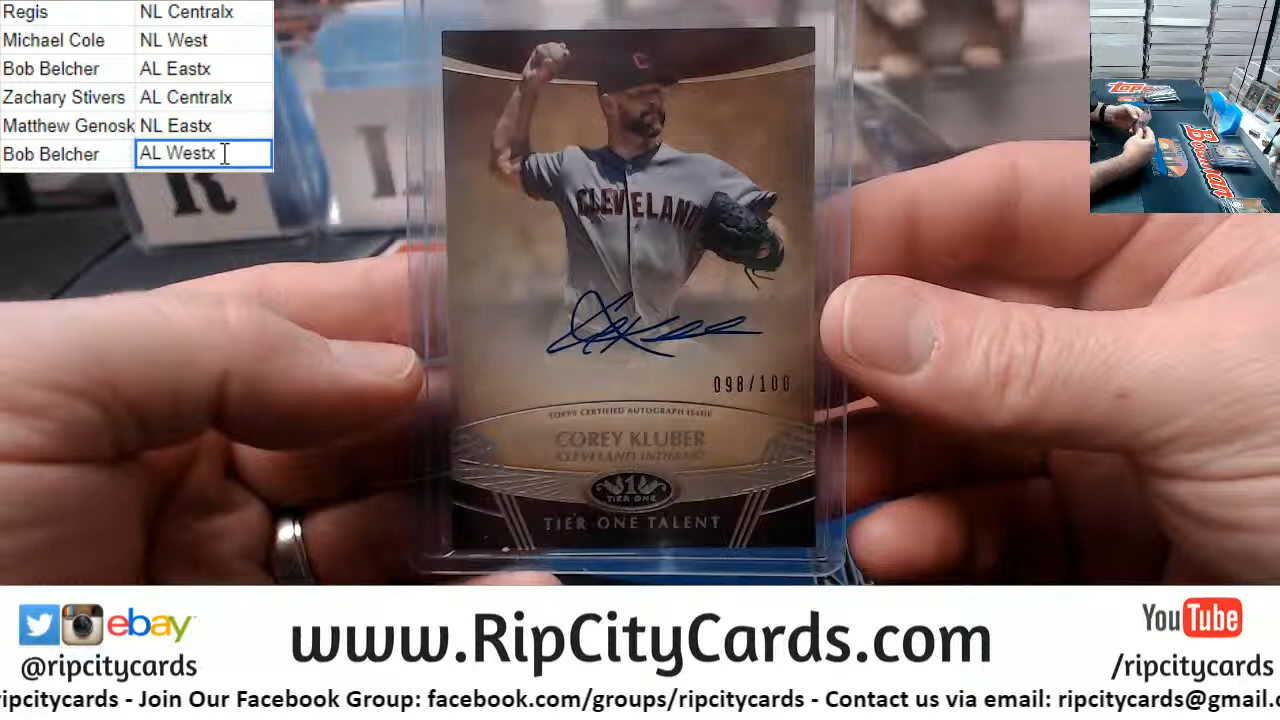 Regis NL Centralx
Michael Cole NL West
Bob Belcher AL Eastx
Zachary Stivers AL Centralx
Matthew Genosk NL Eastx
Bob Belcher AL Westx
topps
Bowman
C
CLEVELAND
098/100
TOPPS CERTIFIED AUTOGRAPH ISSUE
COREY KLUBER
CLEVELAND INDIANS
1
TIER ONE
TIER ONE TALENT
ebay
@ripcitycards
www.RipCityCards.com
YouTube
/ripcitycards
ripcitycards - Join Our Facebook Group: facebook.com/groups/ripcitycards - Contact us via email: ripcitycards@gmail.c